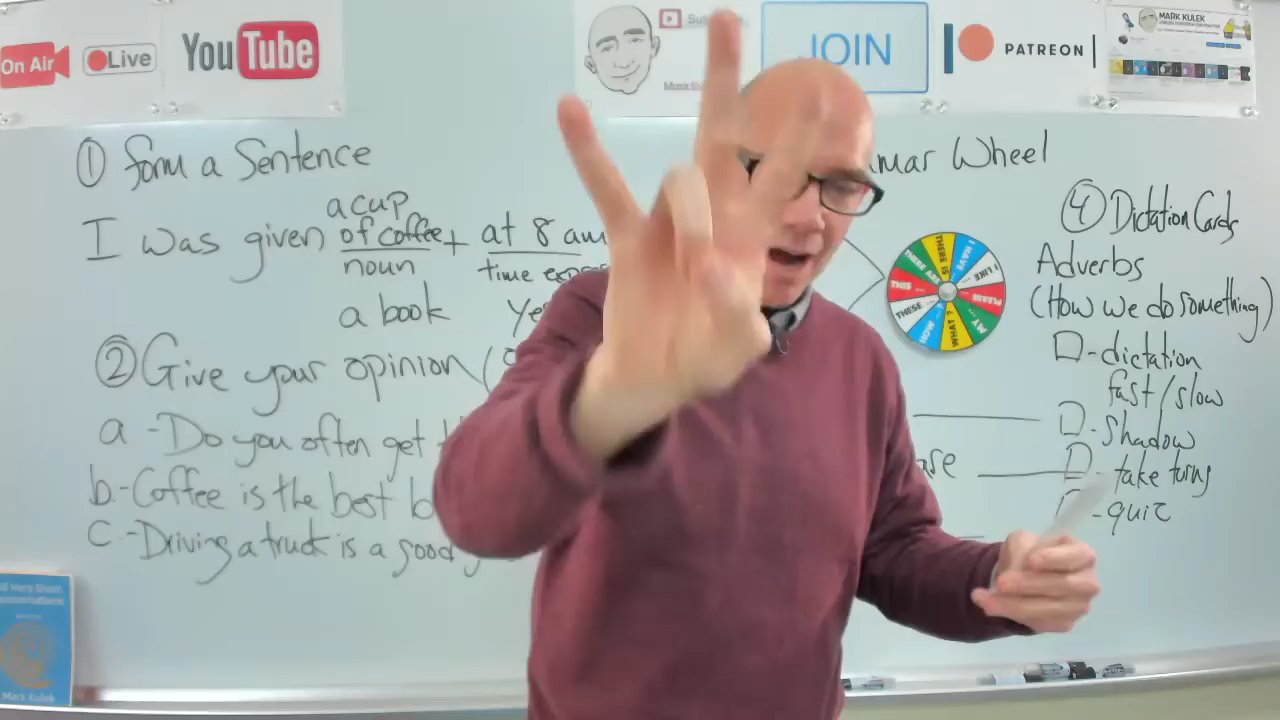 On Air
Live
YouTube
JOIN
PATREON
MARK KULEK
① Form a Sentence
a cup
I was given of coffee + at 8 am
noun
a book
② Give your opinion
a - Do you often get
b - Coffee is the best
c. - Driving a truck is a good
Wheel
THERE IS
I HAVE
I LIKE
PLEASE
MY
WHAT?
HOW
THESE
THIS
④ Dictation Cards
Adverbs
(How we do something)
D - dictation
fast/slow
D. - shadow
D - take turns
- quiz
Mark Kulek